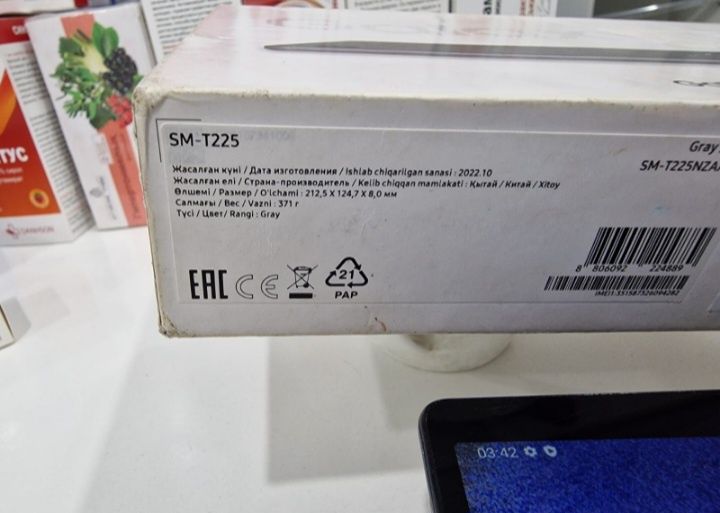 ТУС
SM-T225
Жасалған күні / Дата изготовления / Ishlab chiqarilgan sanasi : 2022.10
Жасалған елі / Страна-производитель / Kelib chiqqan mamlakati : Қытай / Китай / Xitoy
Өлшемі / Размер / O'lchami : 212,5 X 124,7 X 8,0 мм
Салмағы / Вес / Vazni : 371 г
Түсі / Цвет/ Rangi : Gray
Gray
SM-T225NZA
EAC CE
21
PAP
8 806092 224889
03:42